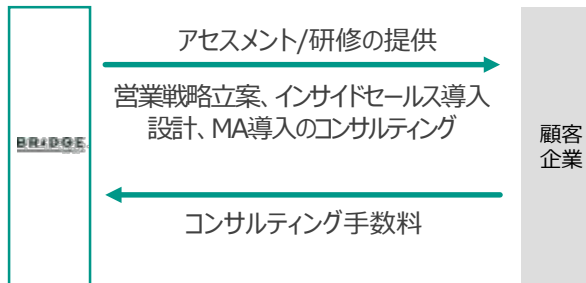 アセスメント/研修の提供
営業戦略立案、インサイドセールス導入
設計、MA導入のコンサルティング
BRIDGE
顧客
企業
コンサルティング手数料